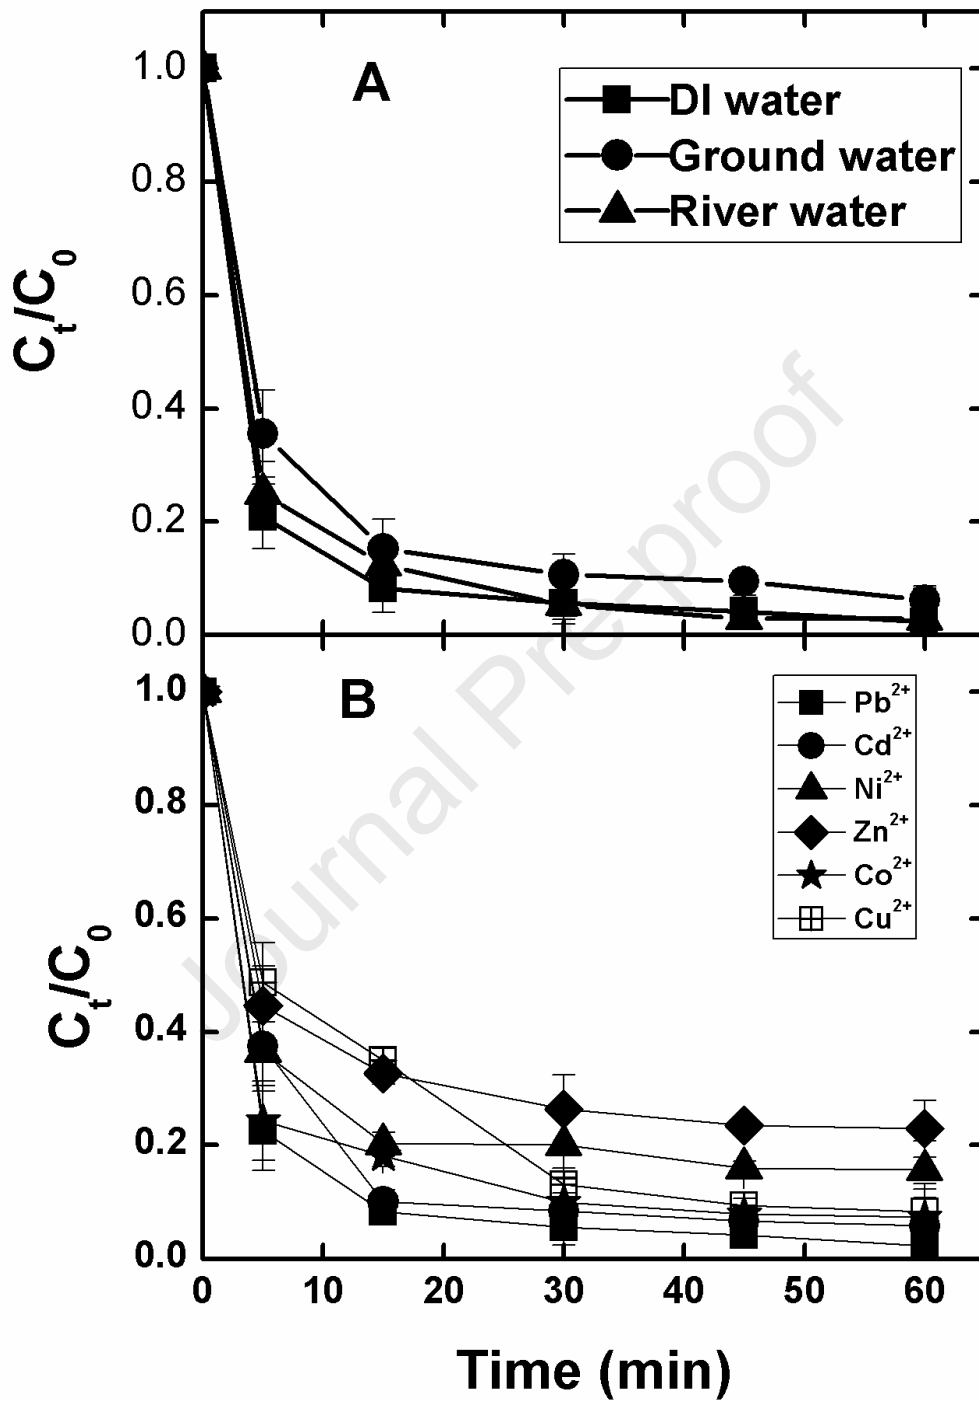 A
1.0
0.8
0.6
0.4
0.2
0.0
C_t/C_0
DI water
Ground water
River water
B
1.0
0.8
0.6
0.4
0.2
0.0
C_t/C_0
Pb²⁺
Cd²⁺
Ni²⁺
Zn²⁺
Co²⁺
Cu²⁺
0 10 20 30 40 50 60
Time (min)
Journal Pre-proof